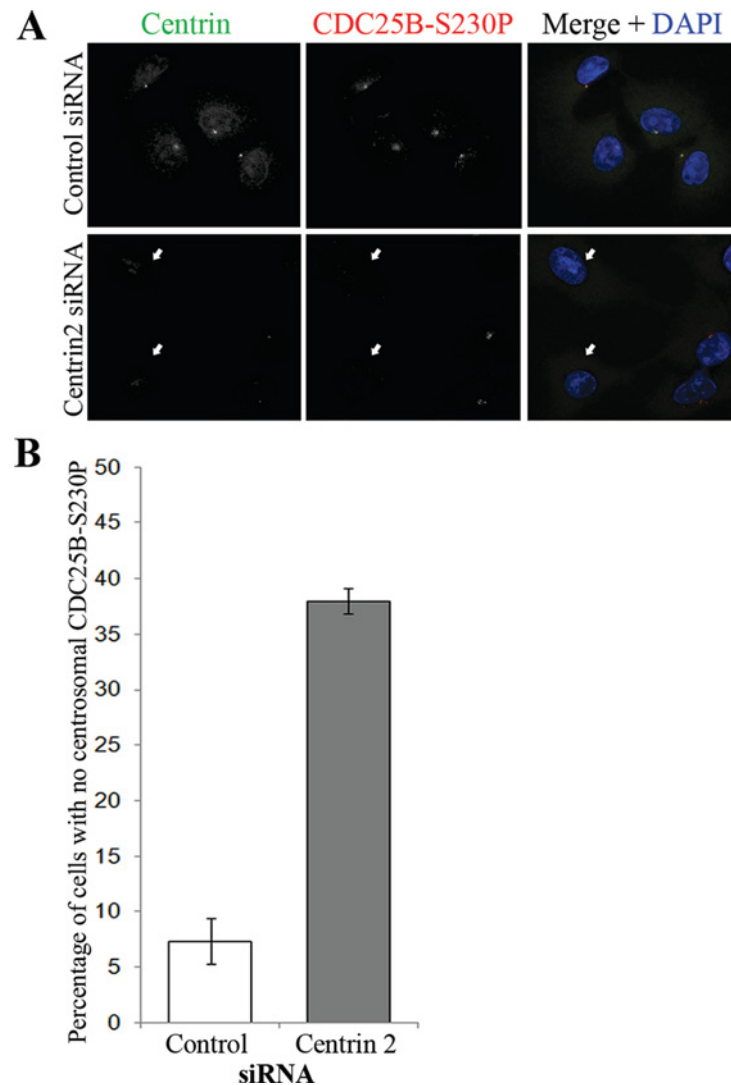 A
Centrin
CDC25B-S230P
Merge + DAPI
Control siRNA
Centrin2 siRNA
B
Percentage of cells with no centrosomal CDC25B-S230P
50
45
40
35
30
25
20
15
10
5
0
Control
Centrin 2
siRNA